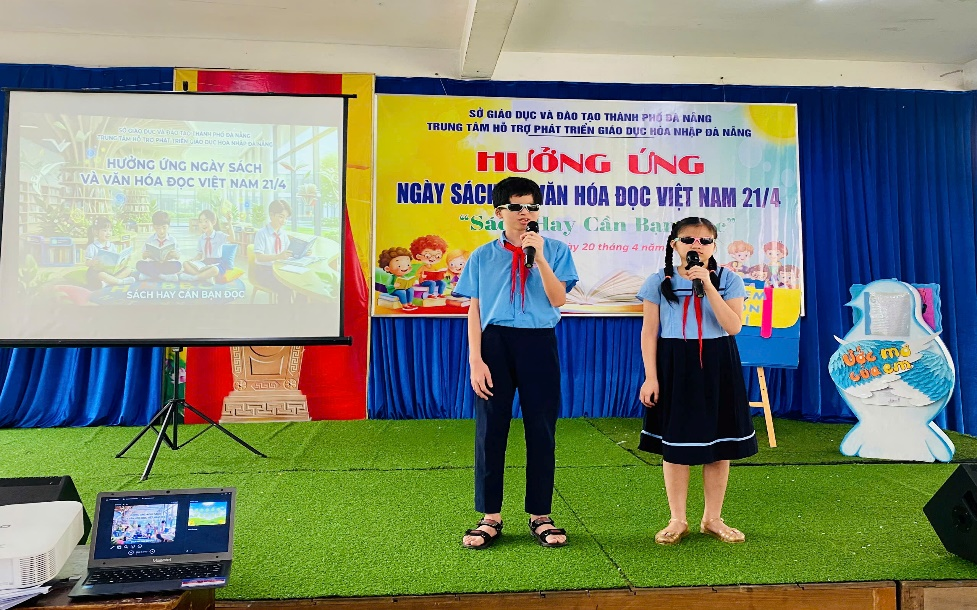 SỞ GIÁO DỤC VÀ ĐÀO TẠO THÀNH PHỐ ĐÀ NẴNG
TRUNG TÂM HỖ TRỢ PHÁT TRIỂN GIÁO DỤC HÒA NHẬP ĐÀ NẴNG
HƯỞNG ỨNG NGÀY SÁCH
VÀ VĂN HÓA ĐỌC VIỆT NAM 21/4
SÁCH HAY CẦN BẠN ĐỌC
SỞ GIÁO DỤC VÀ ĐÀO TẠO THÀNH PHỐ ĐÀ NẴNG
TRUNG TÂM HỖ TRỢ PHÁT TRIỂN GIÁO DỤC HÒA NHẬP ĐÀ NẴNG
HƯỞNG ỨNG
NGÀY SÁCH VĂN HÓA ĐỌC VIỆT NAM 21/4
"Sách Hay Cần Bạn
20 tháng 4 năm
Ước mơ
của em